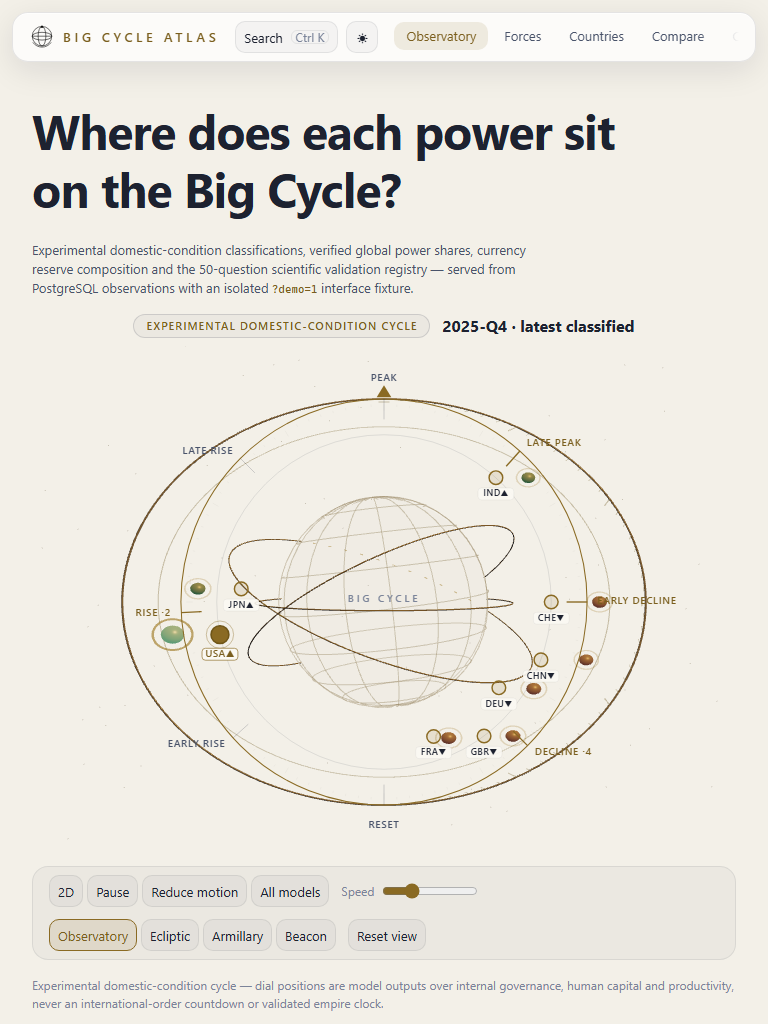 BIG CYCLE ATLAS Search Ctrl K Observatory Forces Countries Compare
Where does each power sit
on the Big Cycle?
Experimental domestic-condition classifications, verified global power shares, currency
reserve composition and the 50-question scientific validation registry — served from
PostgreSQL observations with an isolated ?demo=1 interface fixture.
EXPERIMENTAL DOMESTIC-CONDITION CYCLE 2025-Q4 · latest classified
PEAK
LATE PEAK
LATE RISE
IND▲
BIG CYCLE
EARLY DECLINE
JPN▲
RISE ·2
CHE▼
USA▲
CHN▼
DEU▼
EARLY RISE
FRA▼ GBR▼ DECLINE ·4
RESET
2D Pause Reduce motion All models Speed
Observatory Ecliptic Armillary Beacon Reset view
Experimental domestic-condition cycle — dial positions are model outputs over internal governance, human capital and productivity,
never an international-order countdown or validated empire clock.